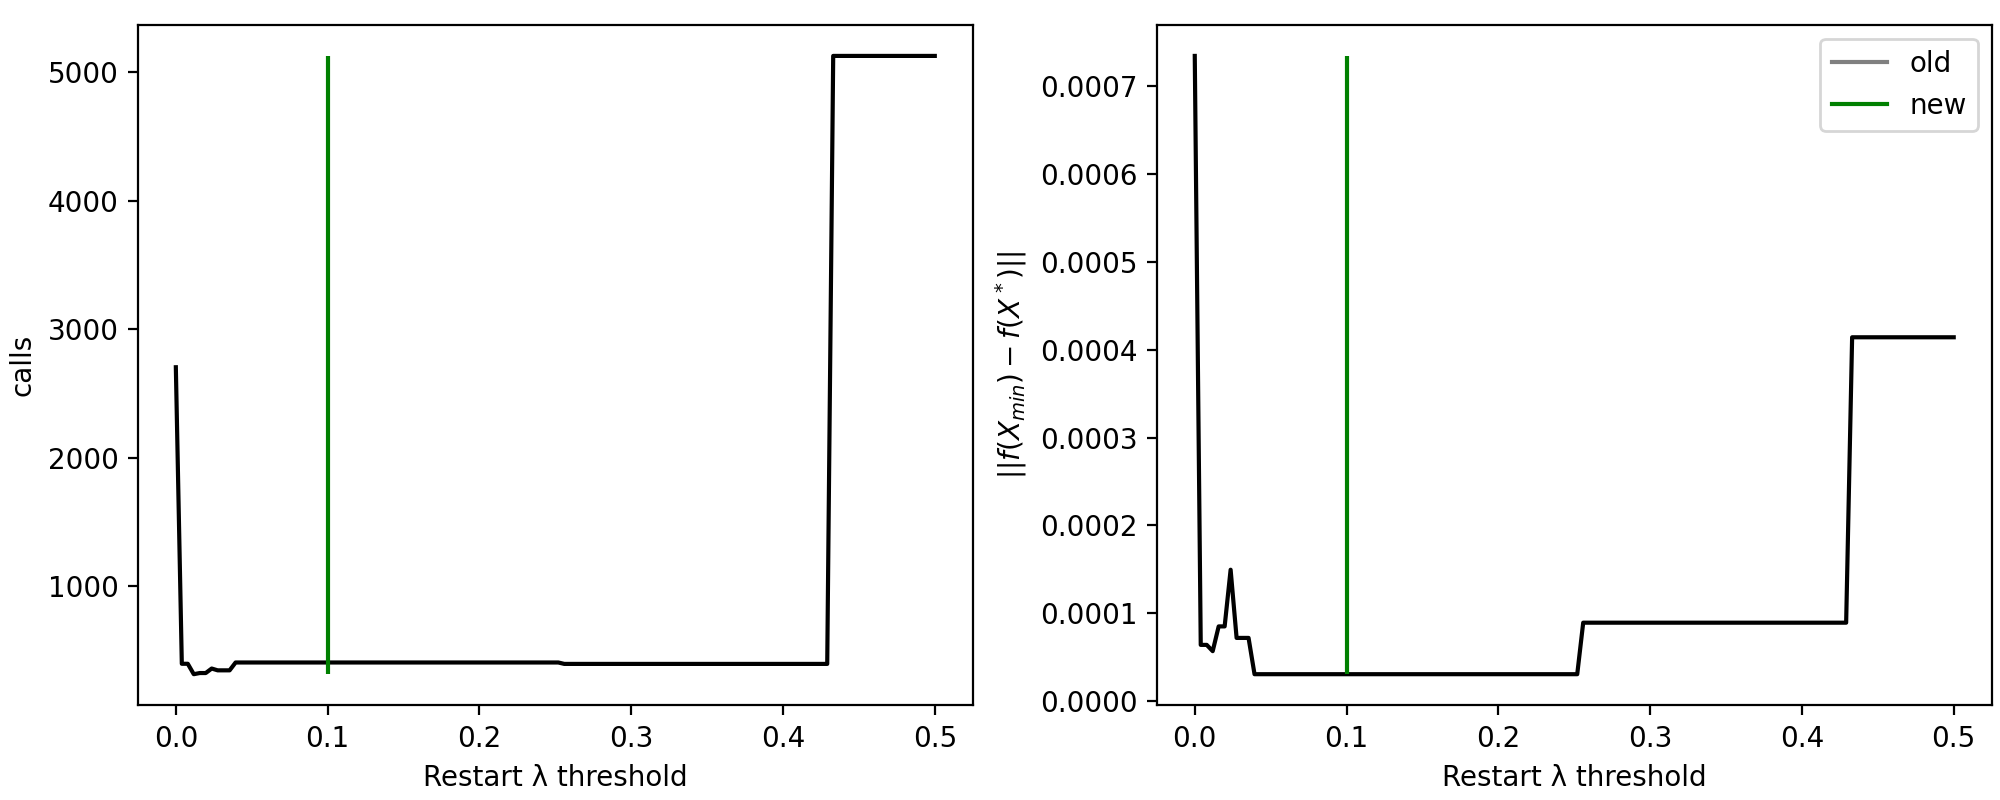 5000
4000
3000
2000
1000
calls
0.0 0.1 0.2 0.3 0.4 0.5
Restart λ threshold
0.0007
0.0006
0.0005
0.0004
0.0003
0.0002
0.0001
0.0000
||f(X_min) − f(X*)||
0.0 0.1 0.2 0.3 0.4 0.5
Restart λ threshold
old
new